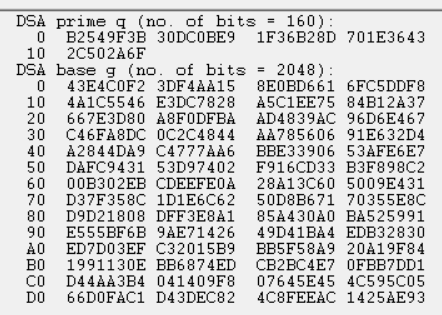 DSA prime q (no. of bits = 160):
0 B2549F3B 30DC0BE9 1F36B28D 701E3643
10 2C502A6F
DSA base g (no. of bits = 2048):
0 43E4C0F2 3DF4AA15 8E0BD661 6FC5DDF8
10 4A1C5546 E3DC7828 A5C1EE75 84B12A37
20 667E3D80 A8F0DFBA AD4839AC 96D6E467
30 C46FA8DC 0C2C4844 AA785606 91E632D4
40 A2844DA9 C4777AA6 BBE33906 53AFE6E7
50 DAFC9431 53D97402 F916CD33 B3F898C2
60 00B302EB CDEEFE0A 28A13C60 5009E431
70 D37F358C 1D1E6C62 50D8B671 70355E8C
80 D9D21808 DFF3E8A1 85A430A0 BA525991
90 E555BF6B 9AE71426 49D41BA4 EDB32830
A0 ED7D03EF C32015B9 BB5F58A9 20A19F84
B0 1991130E BB6874ED CB2BC4E7 0FBB7DD1
C0 D44AA3B4 041409F8 07645E45 4C595C05
D0 66D0FAC1 D43DEC82 4C8FEEAC 1425AE93